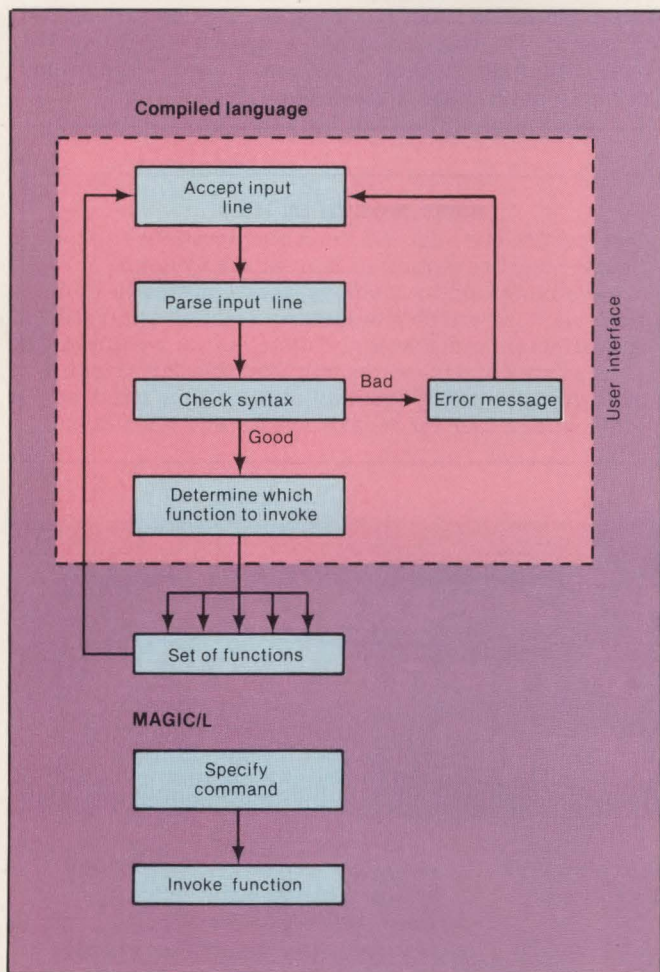 Compiled language
Accept input
line
Parse input line
Check syntax
Bad
Error message
Good
Determine which
function to invoke
User interface
Set of functions
MAGIC/L
Specify
command
Invoke function